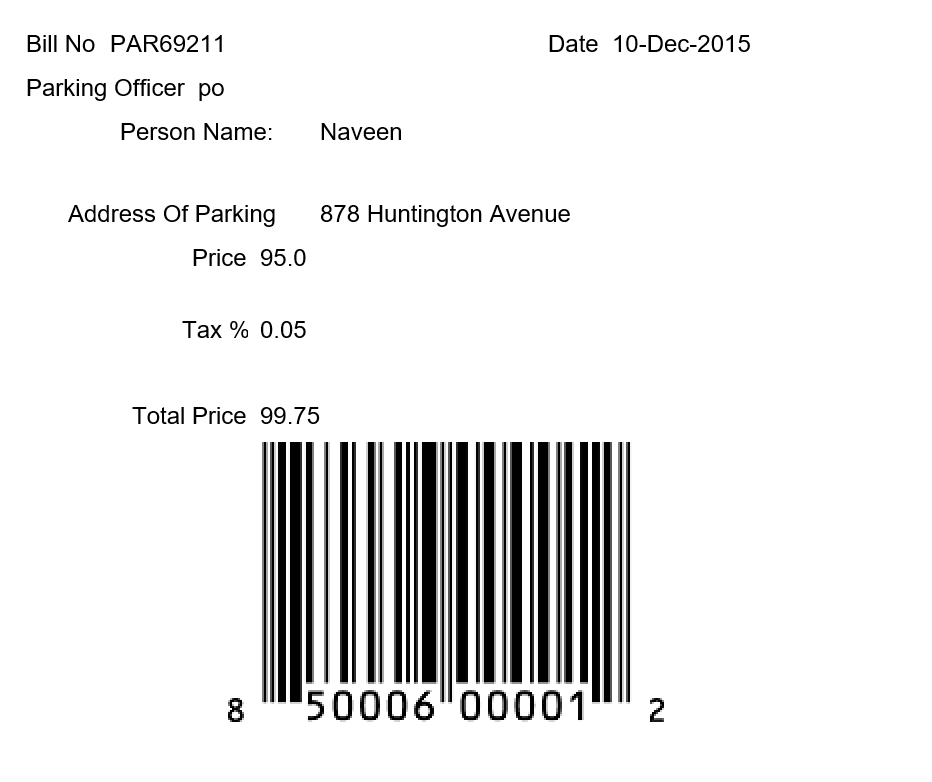 Bill No PAR69211 Date 10-Dec-2015
Parking Officer po
Person Name: Naveen
Address Of Parking 878 Huntington Avenue
Price 95.0
Tax % 0.05
Total Price 99.75
8 50006 00001 2